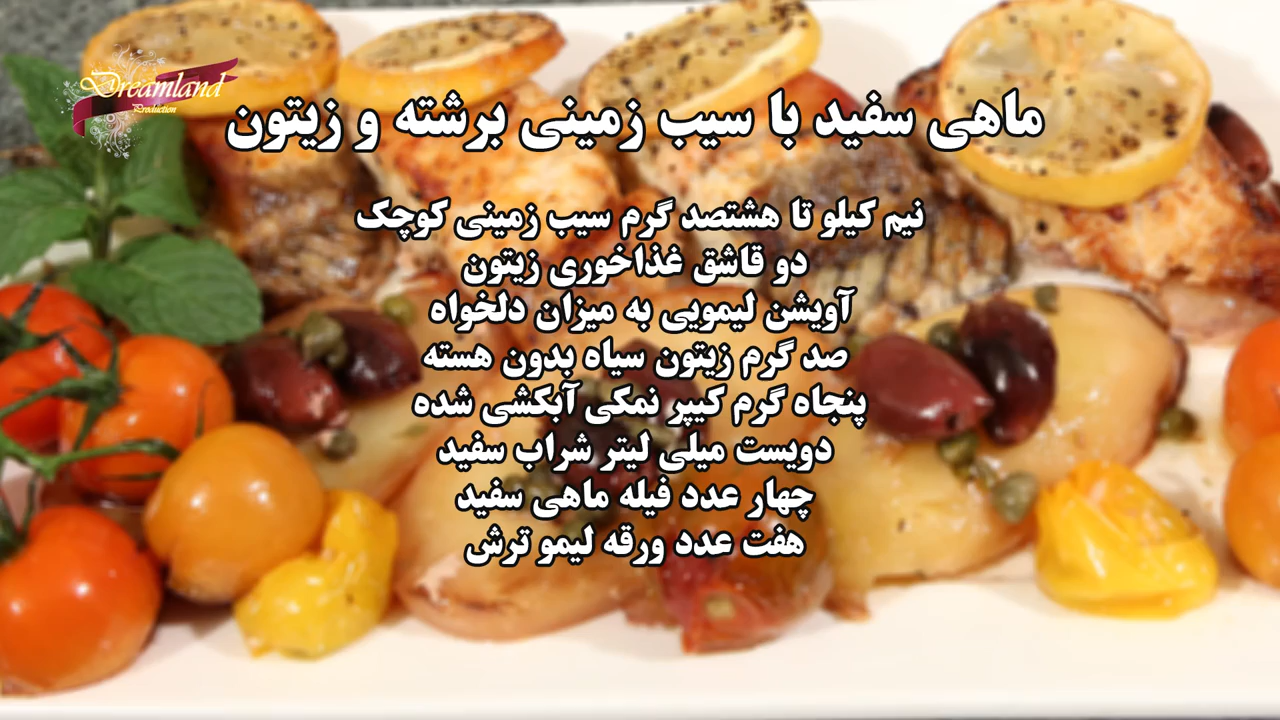 Dreamland
Production
ماهی سفید با سیب زمینی برشته و زیتون
نیم کیلو تا هشتصد گرم سیب زمینی کوچک
دو قاشق غذاخوری زیتون
آویشن لیمویی به میزان دلخواه
صد گرم زیتون سیاه بدون هسته
پنجاه گرم کیپر نمکی آبکشی شده
دویست میلی لیتر شراب سفید
چهار عدد فیله ماهی سفید
هفت عدد ورقه لیمو ترش